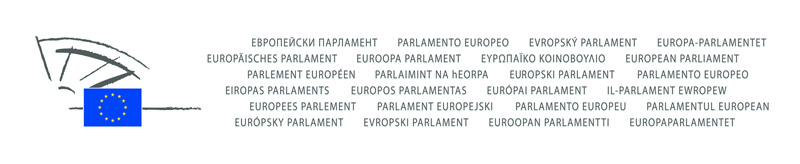 ЕВРОПЕЙСКИ ПАРЛАМЕНТ PARLAMENTO EUROPEO EVROPSKÝ PARLAMENT EUROPA-PARLAMENTET
EUROPÄISCHES PARLAMENT EUROOPA PARLAMENT ΕΥΡΩΠΑΪΚΟ ΚΟΙΝΟΒΟΥΛΙΟ EUROPEAN PARLIAMENT
PARLEMENT EUROPÉEN PARLAIMINT NA hEORPA EUROPSKI PARLAMENT PARLAMENTO EUROPEO
EIROPAS PARLAMENTS EUROPOS PARLAMENTAS EURÓPAI PARLAMENT IL-PARLAMENT EWROPEW
EUROPEES PARLEMENT PARLAMENT EUROPEJSKI PARLAMENTO EUROPEU PARLAMENTUL EUROPEAN
EURÓPSKY PARLAMENT EVROPSKI PARLAMENT EUROOPAN PARLAMENTTI EUROPAPARLAMENTET